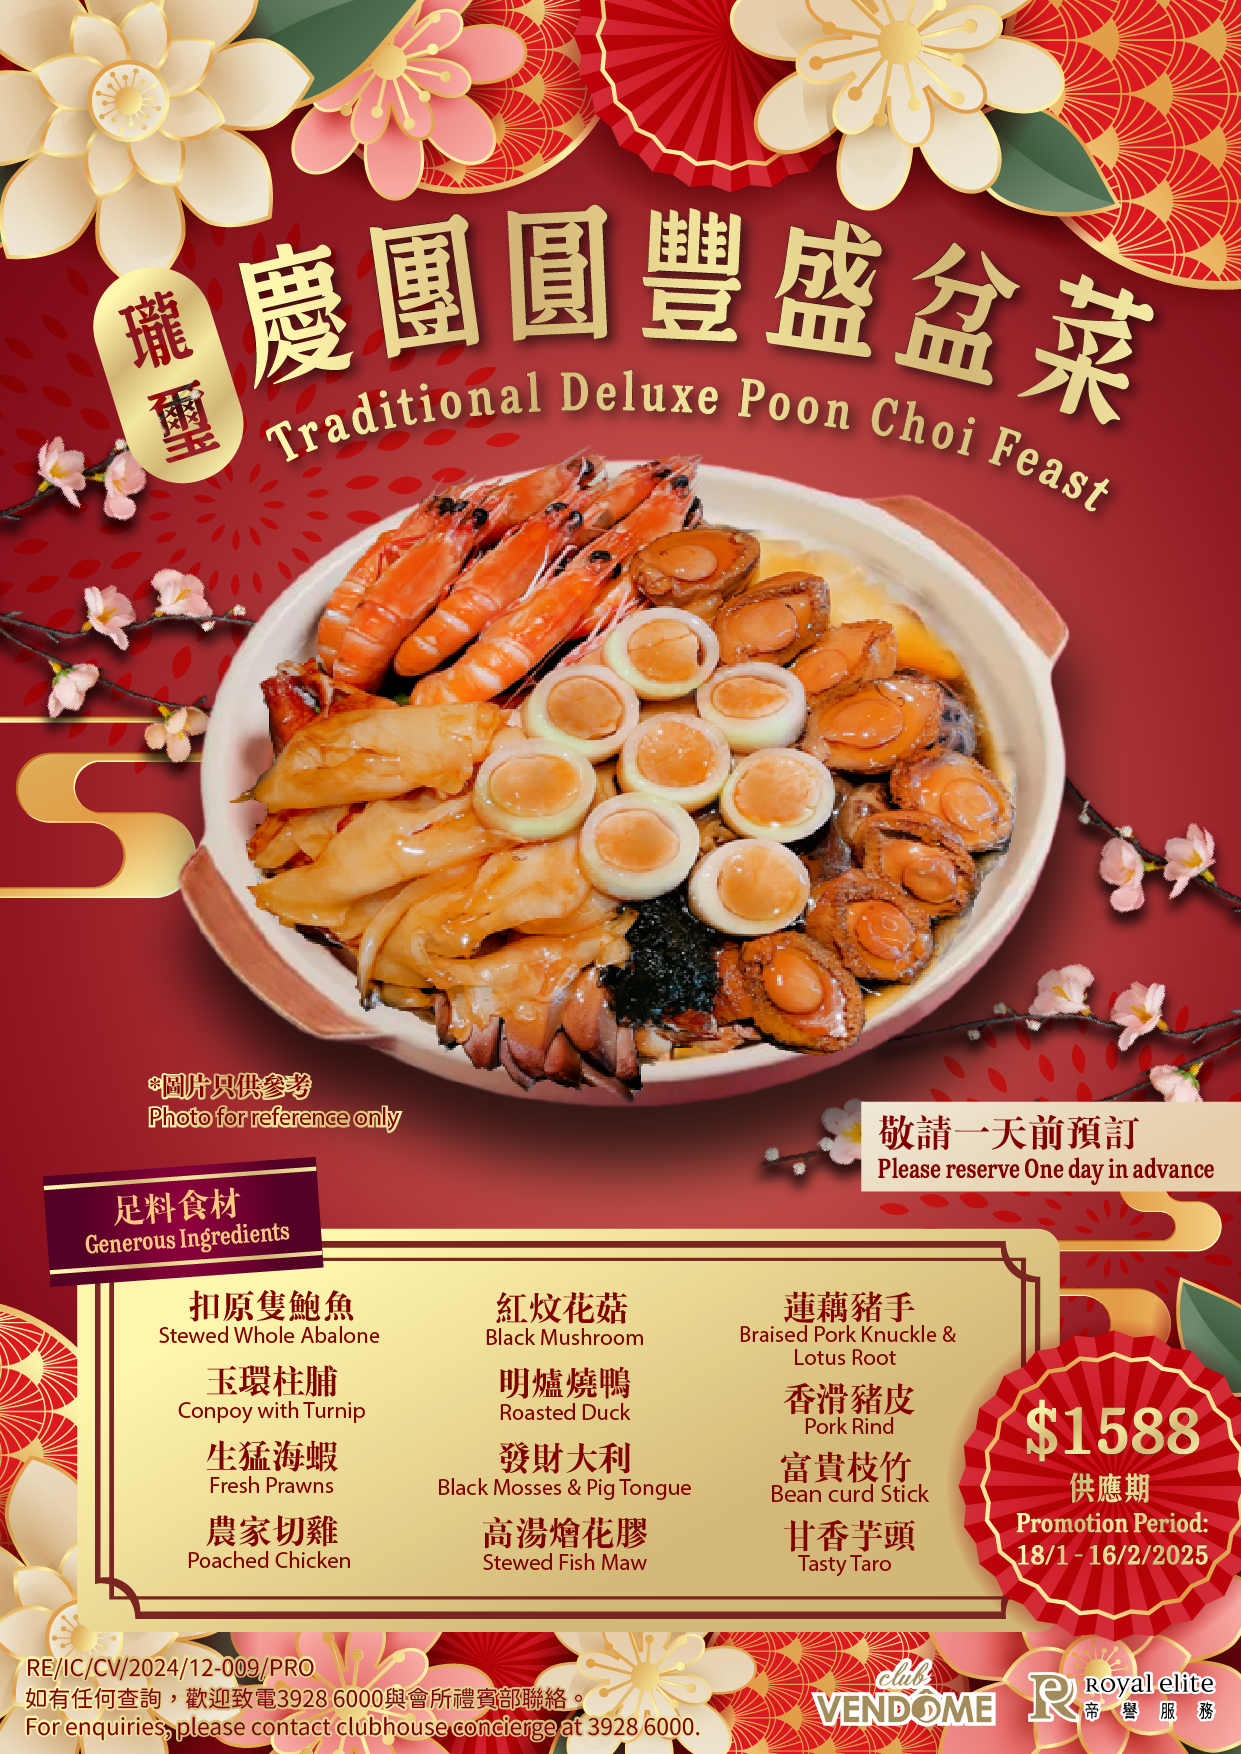 瓏璽
慶團圓豐盛盆菜
Traditional Deluxe Poon Choi Feast
*圖片只供參考
Photo for reference only
敬請一天前預訂
Please reserve One day in advance
足料食材
Generous Ingredients
扣原隻鮑魚
Stewed Whole Abalone
玉環柱脯
Conpoy with Turnip
生猛海蝦
Fresh Prawns
農家切雞
Poached Chicken
紅炆花菇
Black Mushroom
明爐燒鴨
Roasted Duck
發財大利
Black Mosses & Pig Tongue
高湯燴花膠
Stewed Fish Maw
蓮藕豬手
Braised Pork Knuckle &
Lotus Root
香滑豬皮
Pork Rind
富貴枝竹
Bean curd Stick
甘香芋頭
Tasty Taro
$1588
供應期
Promotion Period:
18/1 - 16/2/2025
RE/IC/CV/2024/12-009/PRO
如有任何查詢，歡迎致電3928 6000與會所禮賓部聯絡。
For enquiries, please contact clubhouse concierge at 3928 6000.
club
VENDÔME
Royal elite
帝譽服務